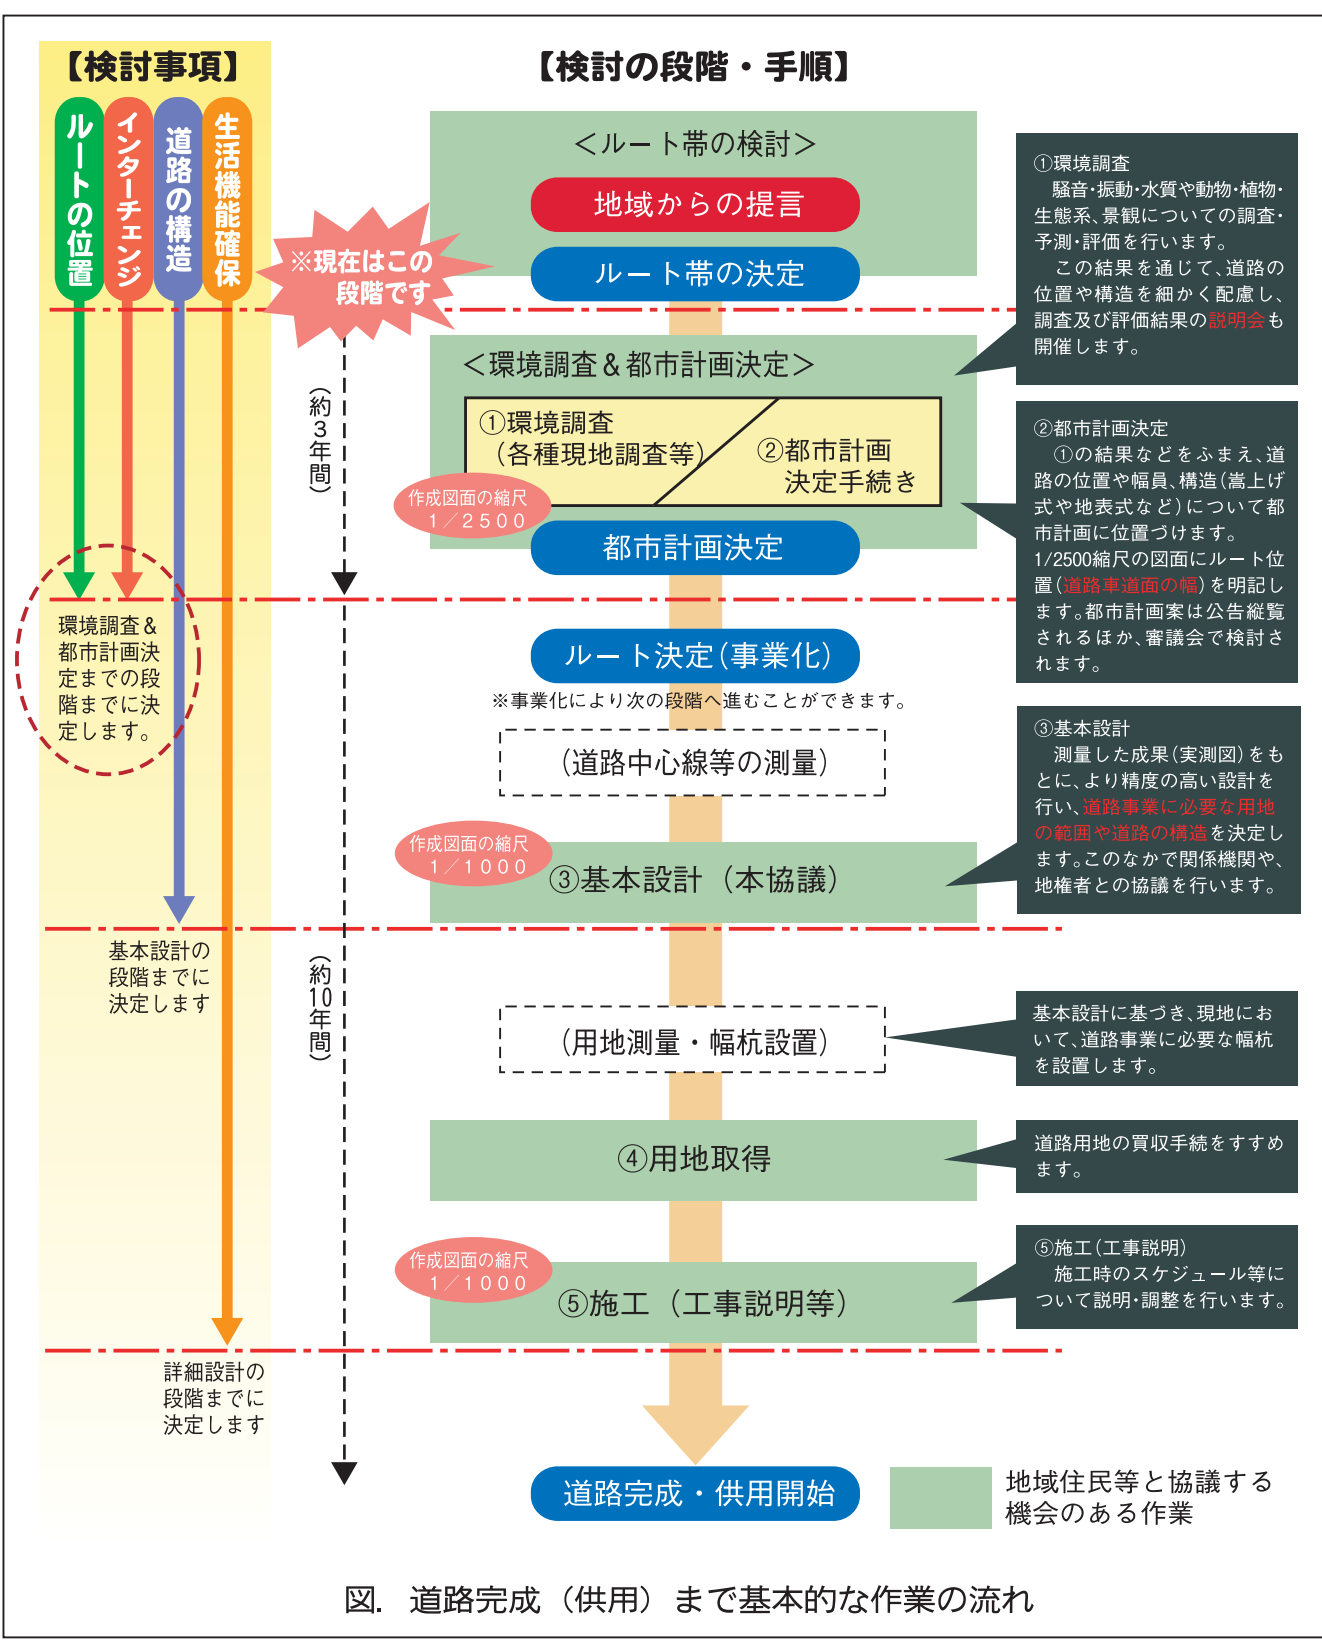 【検討事項】
ルートの位置
インターチェンジ
道路の構造
生活機能確保
【検討の段階・手順】
＜ルート帯の検討＞
地域からの提言
ルート帯の決定
※現在はこの
段階です
（約３年間）
＜環境調査＆都市計画決定＞
①環境調査
（各種現地調査等）
②都市計画
決定手続き
作成図面の縮尺
１／２５００
都市計画決定
環境調査＆
都市計画決
定までの段
階までに決
定します。
ルート決定（事業化）
※事業化により次の段階へ進むことができます。
（道路中心線等の測量）
作成図面の縮尺
１／１０００
③基本設計（本協議）
基本設計の
段階までに
決定します
（約10年間）
（用地測量・幅杭設置）
④用地取得
作成図面の縮尺
１／１０００
⑤施工（工事説明等）
詳細設計の
段階までに
決定します
道路完成・供用開始
①環境調査
騒音・振動・水質や動物・植物・
生態系、景観についての調査・
予測・評価を行います。
この結果を通じて、道路の
位置や構造を細かく配慮し、
調査及び評価結果の説明会も
開催します。
②都市計画決定
①の結果などをふまえ、道
路の位置や幅員、構造（嵩上げ
式や地表式など）について都
市計画に位置づけます。
1/2500縮尺の図面にルート位
置（道路車道面の幅）を明記し
ます。都市計画案は公告縦覧
されるほか、審議会で検討さ
れます。
③基本設計
測量した成果（実測図）をも
とに、より精度の高い設計を
行い、道路事業に必要な用地
の範囲や道路の構造を決定し
ます。このなかで関係機関や、
地権者との協議を行います。
基本設計に基づき、現地にお
いて、道路事業に必要な幅杭
を設置します。
道路用地の買収手続をすすめ
ます。
⑤施工（工事説明）
施工時のスケジュール等に
ついて説明・調整を行います。
地域住民等と協議する
機会のある作業
図. 道路完成（供用）まで基本的な作業の流れ